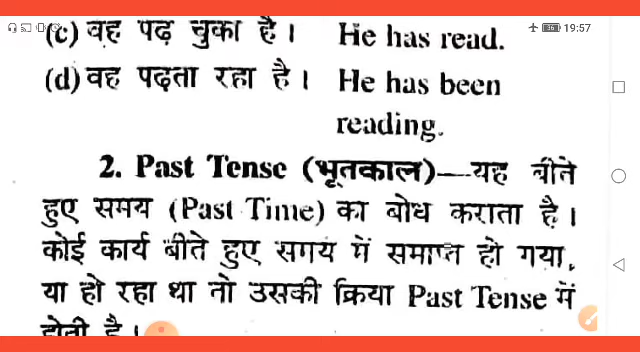 19:57
(c) वह पढ़ चुका है। He has read.
(d) वह पढ़ता रहा है। He has been
reading.
2. Past Tense (भूतकाल)—यह बीते
हुए समय (Past Time) का बोध कराता है।
कोई कार्य बीते हुए समय में समाप्त हो गया,
या हो रहा था तो उसकी क्रिया Past Tense में
होती है।